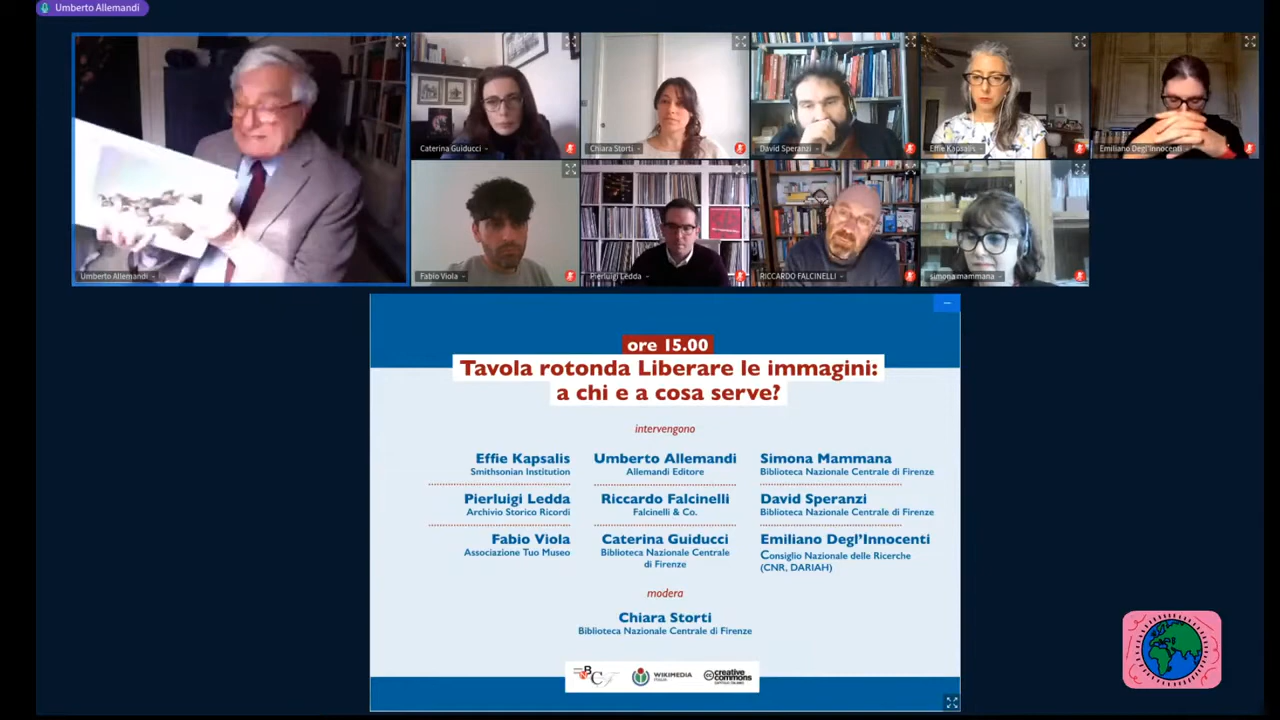 Umberto Allemandi
Caterina Guiducci
Chiara Storti
David Speranzi
Effie Kapsalis
Emiliano Degl'Innocenti
Umberto Allemandi
Fabio Viola
Pierluigi Ledda
RICCARDO FALCINELLI
simona mammana
ore 15.00
Tavola rotonda Liberare le immagini:
a chi e a cosa serve?
intervengono
Effie Kapsalis
Smithsonian Institution
Umberto Allemandi
Allemandi Editore
Simona Mammana
Biblioteca Nazionale Centrale di Firenze
Pierluigi Ledda
Archivio Storico Ricordi
Riccardo Falcinelli
Falcinelli & Co.
David Speranzi
Biblioteca Nazionale Centrale di Firenze
Fabio Viola
Associazione Tuo Museo
Caterina Guiducci
Biblioteca Nazionale Centrale
di Firenze
Emiliano Degl'Innocenti
Consiglio Nazionale delle Ricerche
(CNR, DARIAH)
modera
Chiara Storti
Biblioteca Nazionale Centrale di Firenze
WIKIMEDIA
ITALIA
cc creative
commons